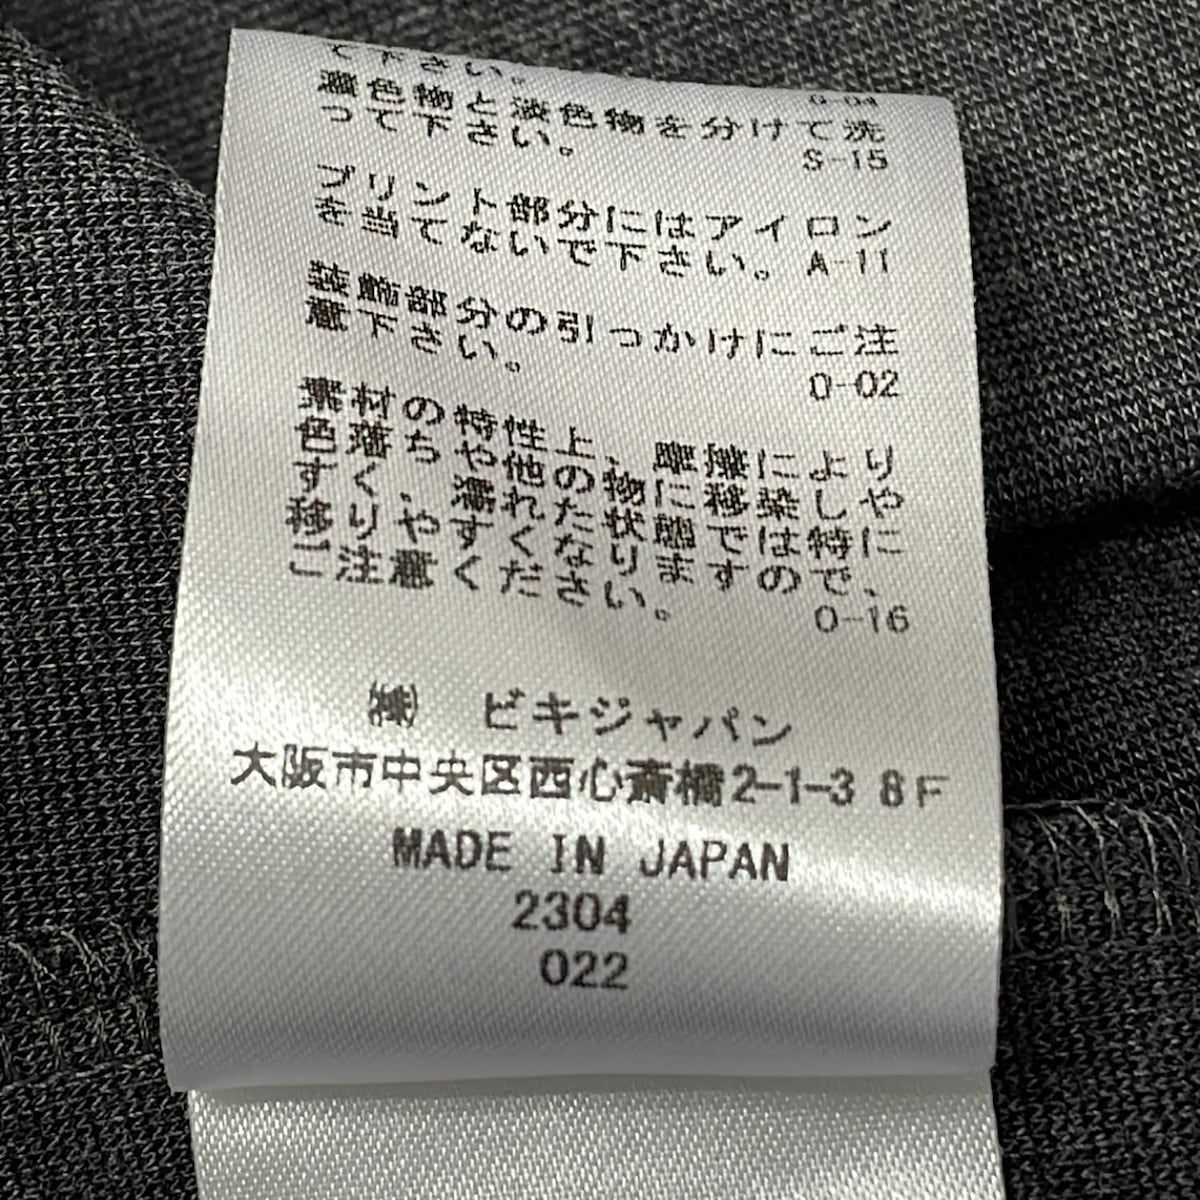 て下さい。
G-04
濃色物と淡色物を分けて洗
って下さい。 S-15
プリント部分にはアイロン
を当てないで下さい。 A-11
装飾部分の引っかけにご注
意下さい。 O-02
素材の特性上、摩擦により
色落ちや他の物に移染しや
すく、濡れた状態では特に
移りやすくなりますので、
ご注意ください。 O-16
㈱ ビキジャパン
大阪市中央区西心斎橋2-1-3 8F
MADE IN JAPAN
2304
022